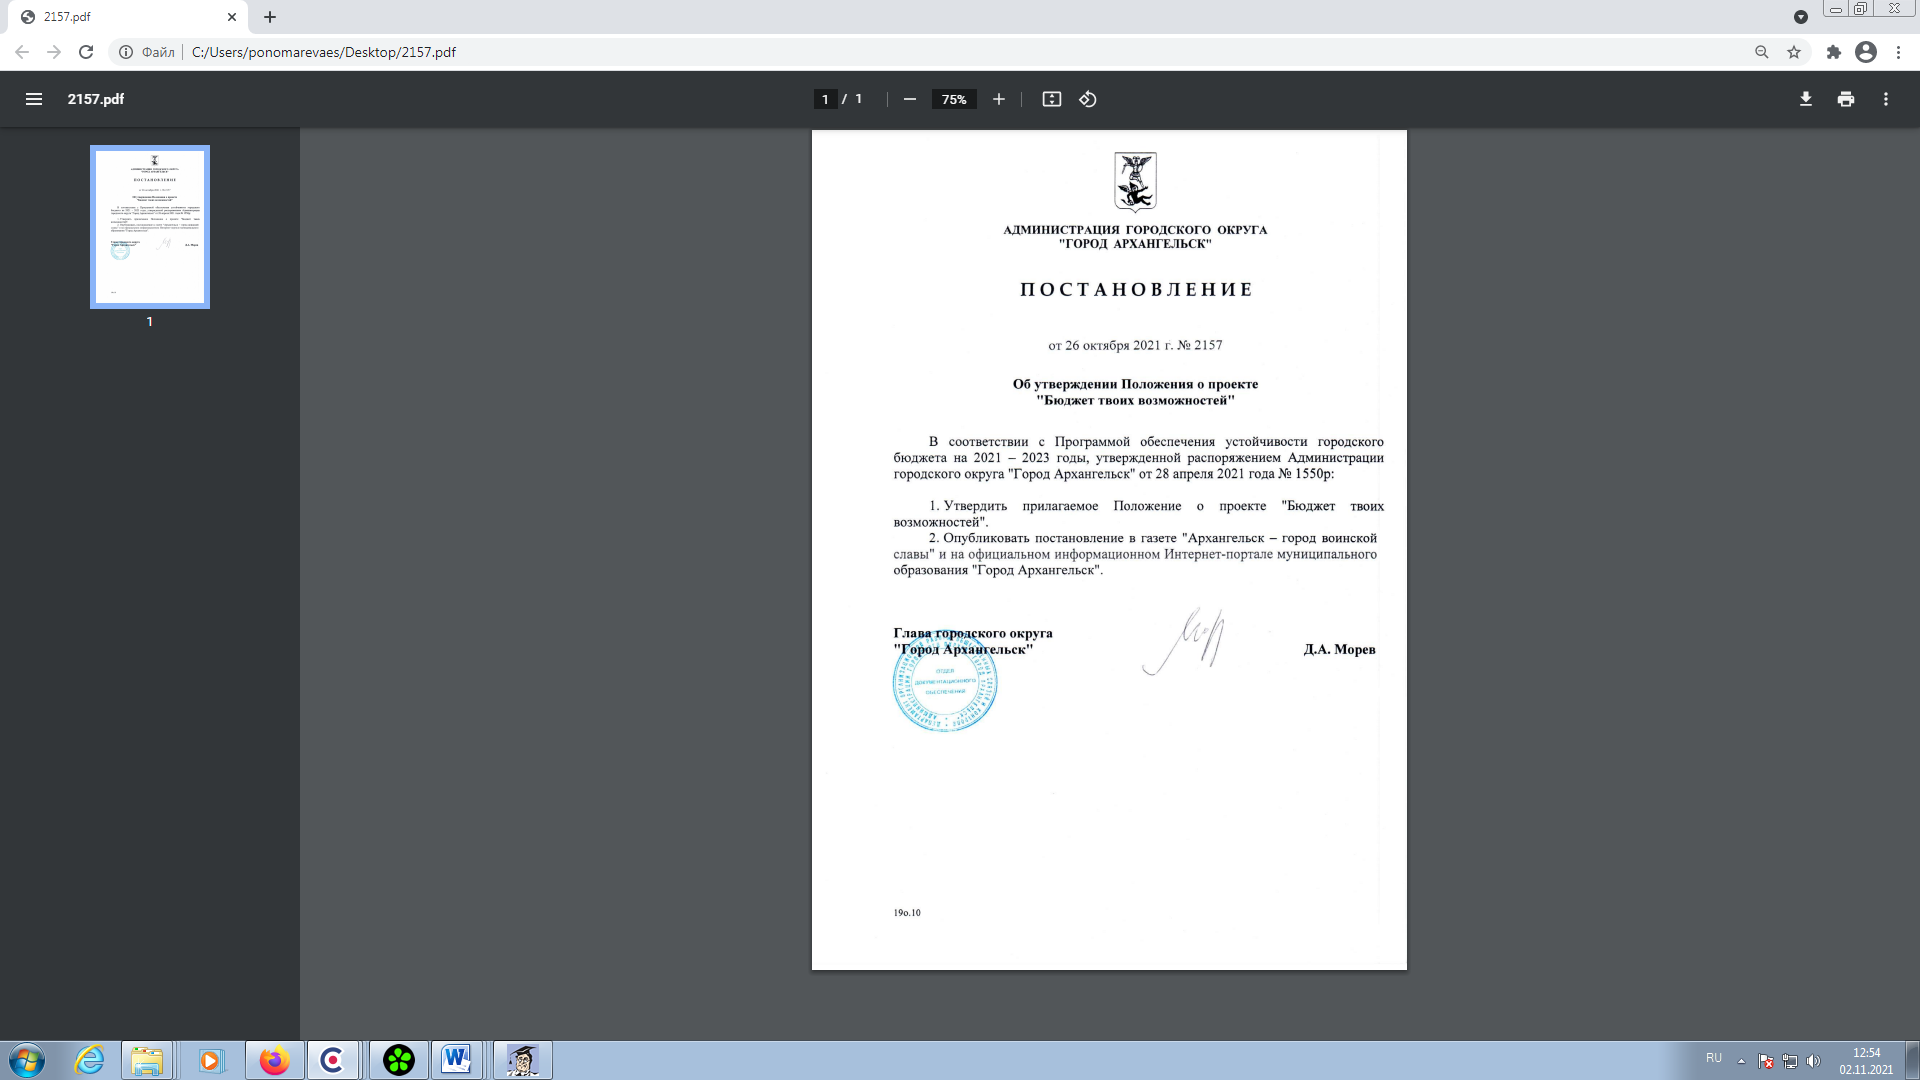 2157.pdf
Файл
C:/Users/ponomarevaes/Desktop/2157.pdf
2157.pdf
1 / 1
75%
1
АДМИНИСТРАЦИЯ ГОРОДСКОГО ОКРУГА
"ГОРОД АРХАНГЕЛЬСК"
ПОСТАНОВЛЕНИЕ
от 26 октября 2021 г. № 2157
Об утверждении Положения о проекте
"Бюджет твоих возможностей"
В соответствии с Программой обеспечения устойчивости городского
бюджета на 2021 – 2023 годы, утвержденной распоряжением Администрации
городского округа "Город Архангельск" от 28 апреля 2021 года № 1550р:
1. Утвердить прилагаемое Положение о проекте "Бюджет твоих
возможностей".
2. Опубликовать постановление в газете "Архангельск – город воинской
славы" и на официальном информационном Интернет-портале муниципального
образования "Город Архангельск".
Глава городского округа
"Город Архангельск"
Д.А. Морев
ОТДЕЛ
ДОКУМЕНТАЦИОННОГО
ОБЕСПЕЧЕНИЯ
19о.10
RU
12:54
02.11.2021